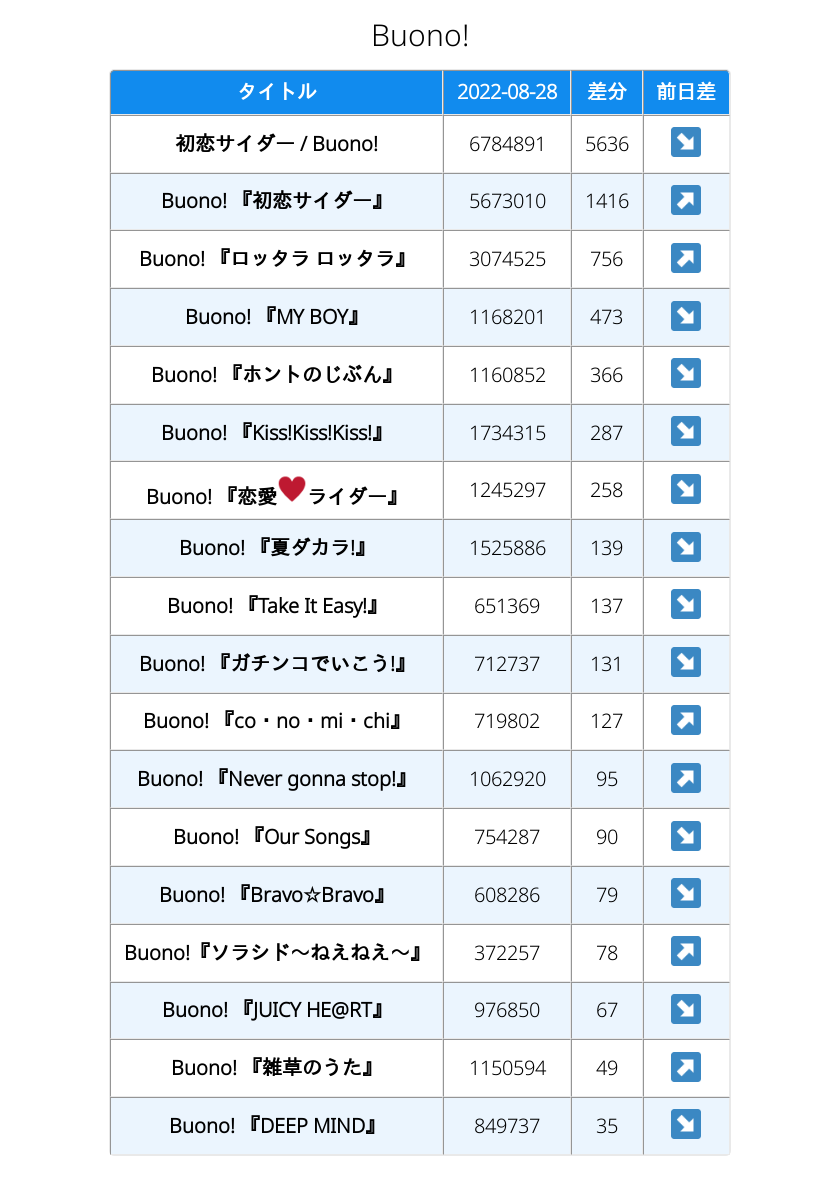 Buono!
タイトル 2022-08-28 差分 前日差
初恋サイダー / Buono! 6784891 5636 ↘
Buono! 『初恋サイダー』 5673010 1416 ↗
Buono! 『ロッタラ ロッタラ』 3074525 756 ↗
Buono! 『MY BOY』 1168201 473 ↘
Buono! 『ホントのじぶん』 1160852 366 ↘
Buono! 『Kiss!Kiss!Kiss!』 1734315 287 ↘
Buono! 『恋愛♥ライダー』 1245297 258 ↘
Buono! 『夏ダカラ!』 1525886 139 ↘
Buono! 『Take It Easy!』 651369 137 ↘
Buono! 『ガチンコでいこう!』 712737 131 ↘
Buono! 『co・no・mi・chi』 719802 127 ↗
Buono! 『Never gonna stop!』 1062920 95 ↗
Buono! 『Our Songs』 754287 90 ↘
Buono! 『Bravo☆Bravo』 608286 79 ↘
Buono!『ソラシド〜ねえねえ〜』 372257 78 ↗
Buono! 『JUICY HE@RT』 976850 67 ↘
Buono! 『雑草のうた』 1150594 49 ↗
Buono! 『DEEP MIND』 849737 35 ↘